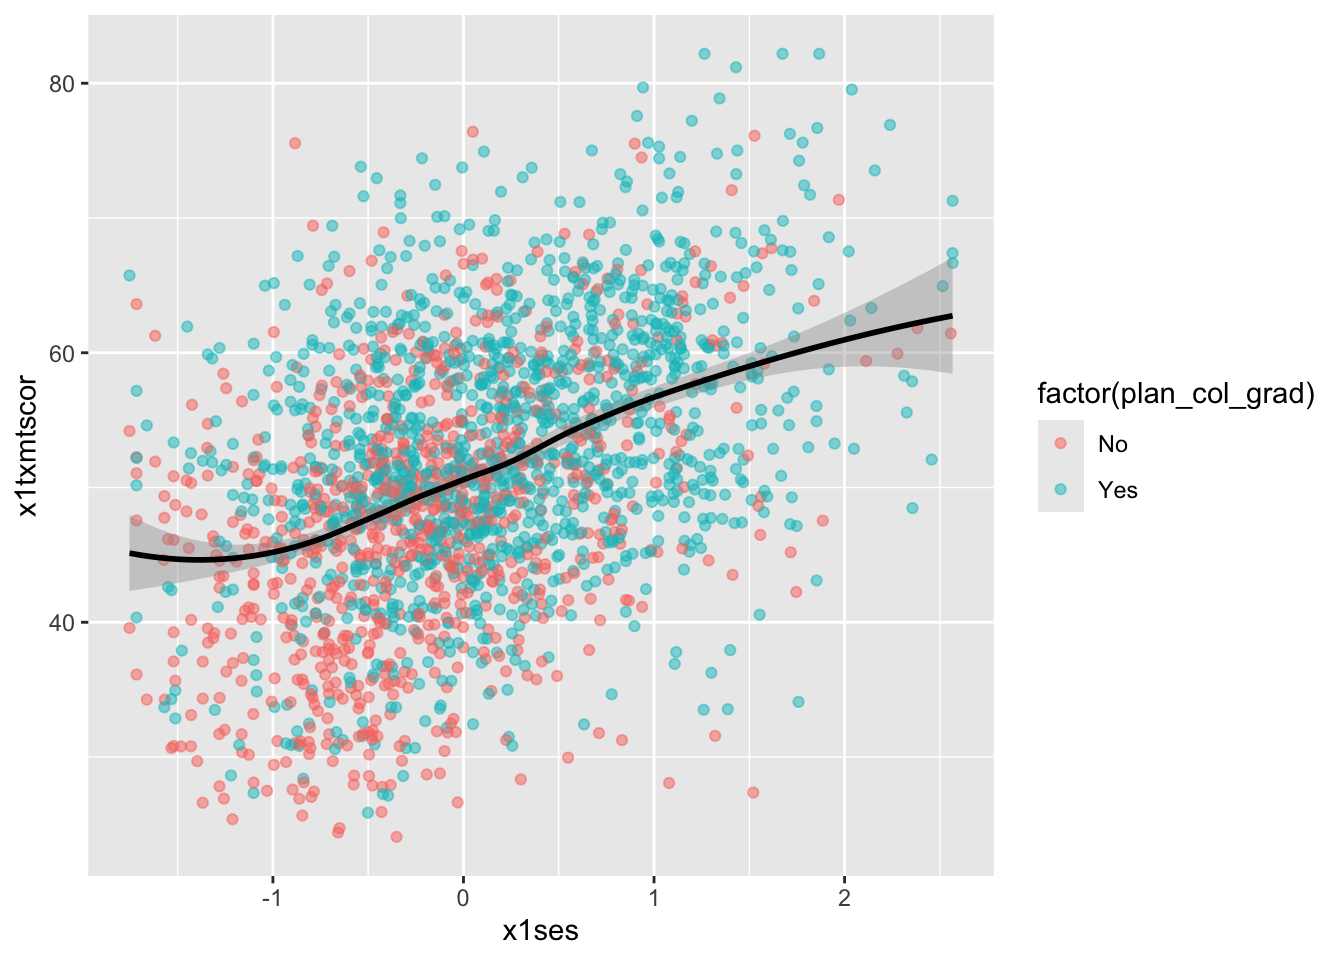 80
60
40
x1txmtscor
-1
0
1
2
x1ses
factor(plan_col_grad)
No
Yes